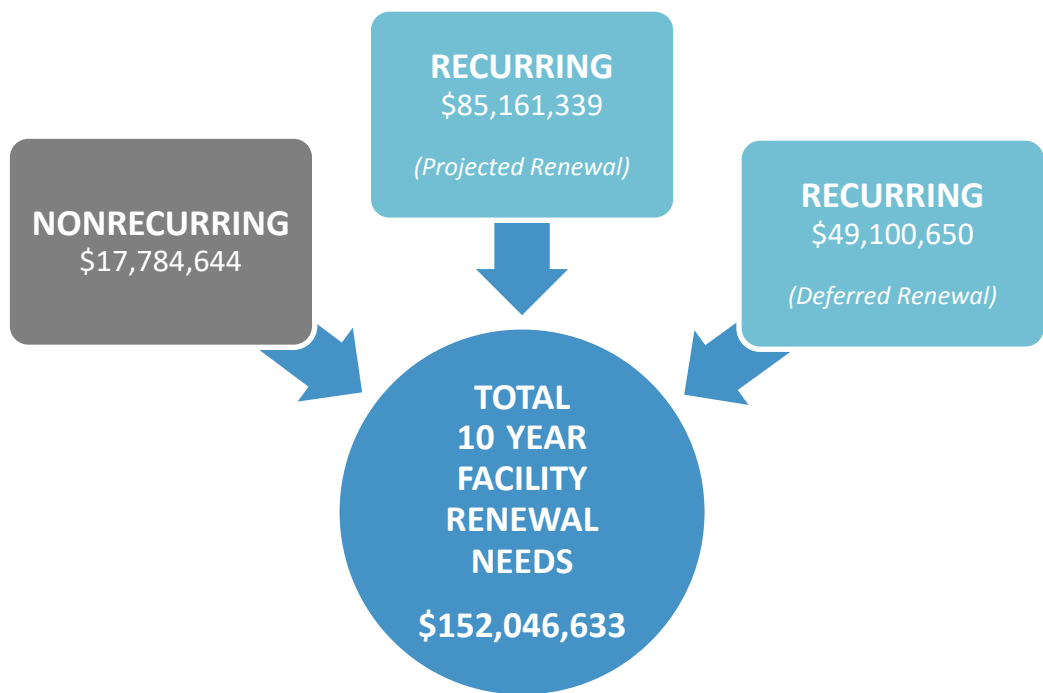 NONRECURRING
$17,784,644
RECURRING
$85,161,339
(Projected Renewal)
RECURRING
$49,100,650
(Deferred Renewal)
TOTAL
10 YEAR
FACILITY
RENEWAL
NEEDS
$152,046,633